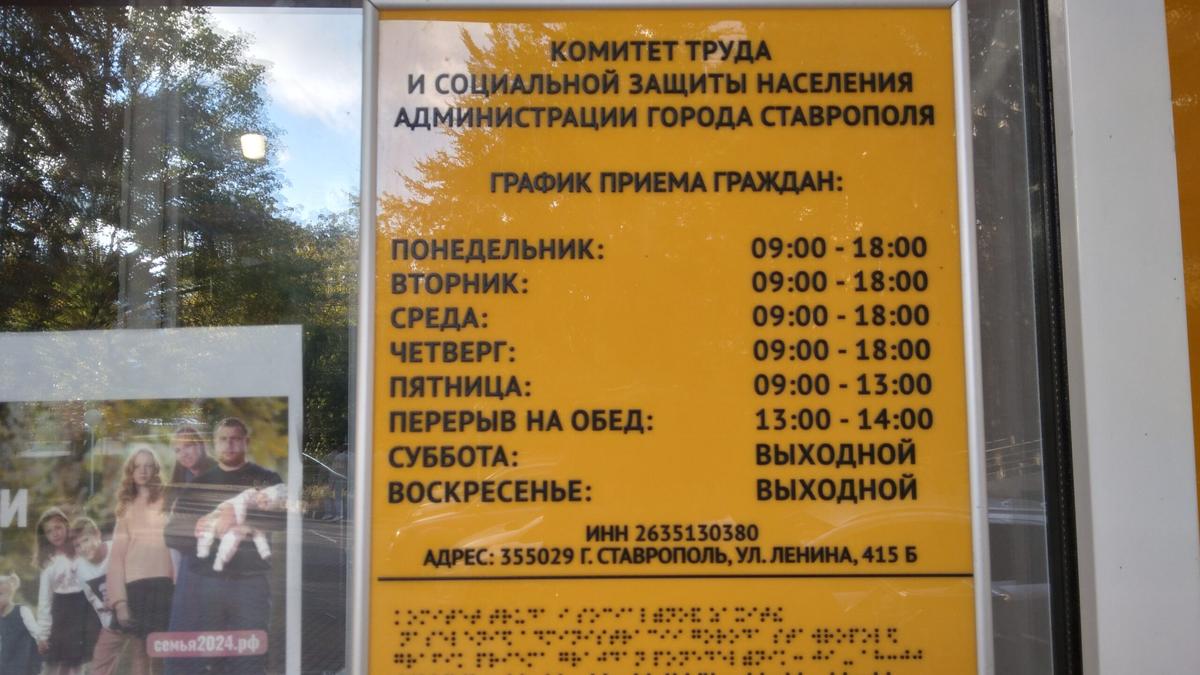 КОМИТЕТ ТРУДА
И СОЦИАЛЬНОЙ ЗАЩИТЫ НАСЕЛЕНИЯ
АДМИНИСТРАЦИИ ГОРОДА СТАВРОПОЛЯ
ГРАФИК ПРИЕМА ГРАЖДАН:
ПОНЕДЕЛЬНИК: 09:00 - 18:00
ВТОРНИК: 09:00 - 18:00
СРЕДА: 09:00 - 18:00
ЧЕТВЕРГ: 09:00 - 18:00
ПЯТНИЦА: 09:00 - 13:00
ПЕРЕРЫВ НА ОБЕД: 13:00 - 14:00
СУББОТА: ВЫХОДНОЙ
ВОСКРЕСЕНЬЕ: ВЫХОДНОЙ
ИНН 2635130380
АДРЕС: 355029 Г. СТАВРОПОЛЬ, УЛ. ЛЕНИНА, 415 Б
И
семья2024.рф